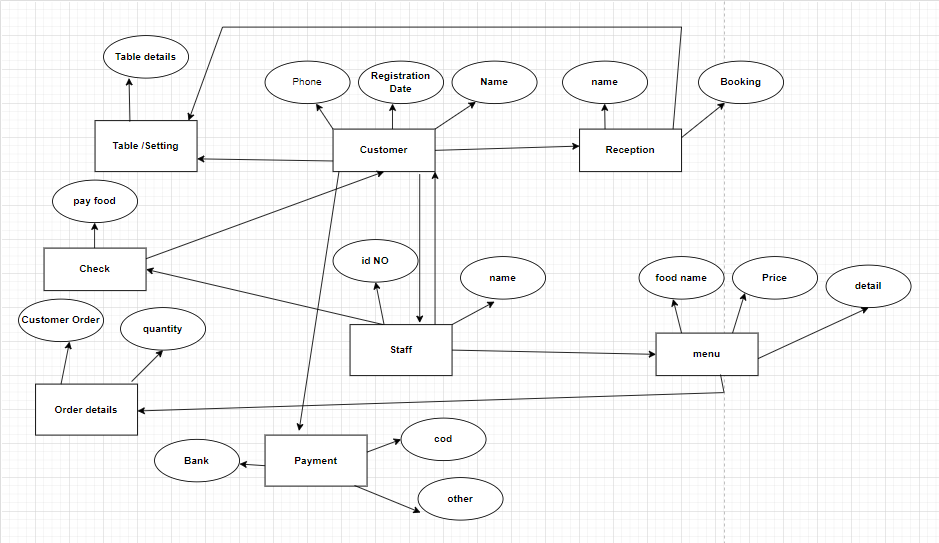 Table details
Phone
Registration
Date
Name
name
Booking
Table /Setting
Customer
Reception
pay food
Check
id NO
name
food name
Price
detail
Customer Order
quantity
Staff
menu
Order details
Bank
Payment
cod
other